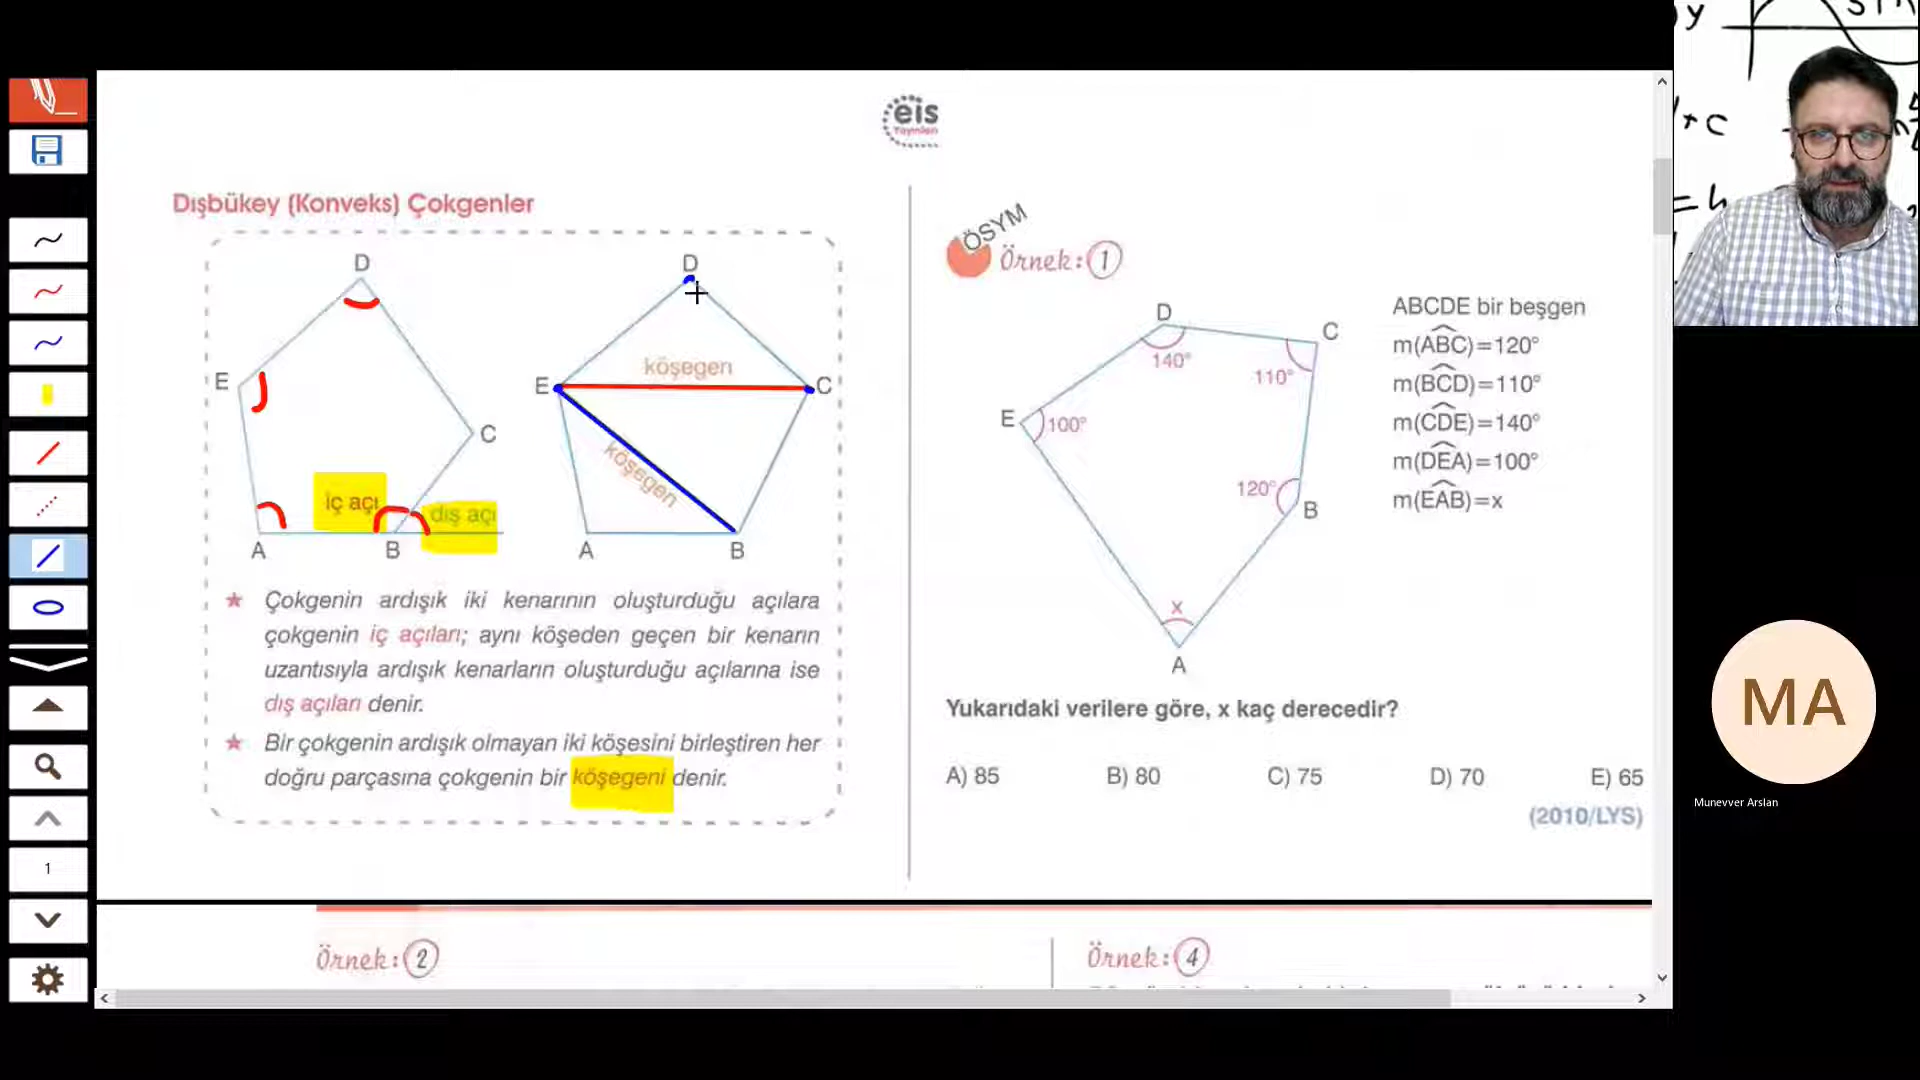 eis
Yayınları
Dışbükey (Konveks) Çokgenler
D
E
C
iç açı
dış açı
A
B
D
köşegen
E
C
köşegen
A
B
★ Çokgenin ardışık iki kenarının oluşturduğu açılara
çokgenin iç açıları; aynı köşeden geçen bir kenarın
uzantısıyla ardışık kenarların oluşturduğu açılarına ise
dış açıları denir.
★ Bir çokgenin ardışık olmayan iki köşesini birleştiren her
doğru parçasına çokgenin bir köşegeni denir.
ÖSYM
Örnek: 1
D
C
140°
110°
E
100°
120°
B
x
A
ABCDE bir beşgen
m(ABC)=120°
m(BCD)=110°
m(CDE)=140°
m(DEA)=100°
m(EAB)=x
Yukarıdaki verilere göre, x kaç derecedir?
A) 85 B) 80 C) 75 D) 70 E) 65
(2010/LYS)
Örnek: 2
Örnek: 4
1
y
+ c
= h
MA
Munevver Arslan